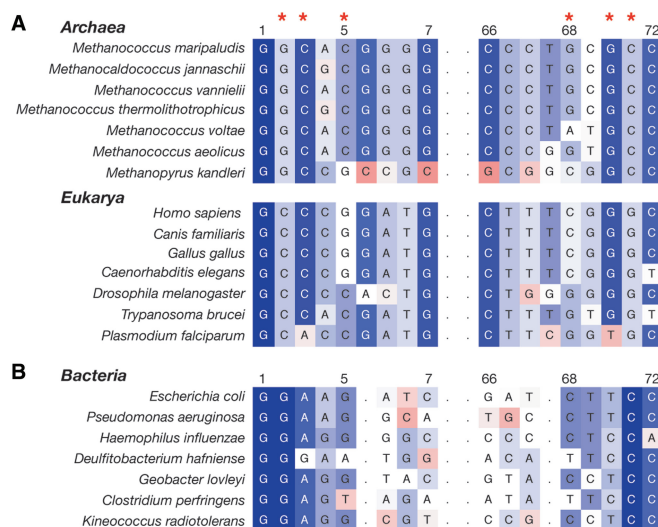 A
* * * * * *
Archaea 1 5 7 66 68 72
Methanococcus maripaludis G G C A C G G G G . . C C C T G C G C C
Methanocaldococcus jannaschii G G C G C G G G G . . C C C T G C G C C
Methanococcus vannielii G G C A C G G G G . . C C C T G C G C C
Methanococcus thermolithotrophicus G G C G C G G G G . . C C C T G C G C C
Methanococcus voltae G G C A C G G G G . . C C C T A T G C C
Methanococcus aeolicus G G C A C G G G G . . C C C G G T G C C
Methanopyrus kandleri G G C C G C C G C . . G C G G C G G C C
Eukarya
Homo sapiens G C C C G G A T G . . C T T T C G G G C
Canis familiaris G C C C G G A T G . . C T T T C G G G C
Gallus gallus G C C C G G A T G . . C T T T C G G G C
Caenorhabditis elegans G C C C G G A T G . . C T T T C G G G T
Drosophila melanogaster G C C C C A C T G . . C T G G G G G G C
Trypanosoma brucei G C C A C G A T G . . C T T T G T G G T
Plasmodium falciparum G C A C C G A T G . . C T T C G G T G C
B Bacteria
1 5 7 66 68 72
Escherichia coli G G A A G . A T C . . G A T . C T T C C
Pseudomonas aeruginosa G G A A G . G C A . . T G C . C T T C C
Haemophilus influenzae G G A G G . G G C . . C C C . C T C C A
Deulfitobacterium hafniense G G G A A . T G G . . A C A . T T C C C
Geobacter lovleyi G G A G G . T A C . . G T A . C C T C C
Clostridium perfringens G G A G T . A G A . . A T A . T T C C C
Kineococcus radiotolerans G G A G G . C G T . . C C G . C C T C C